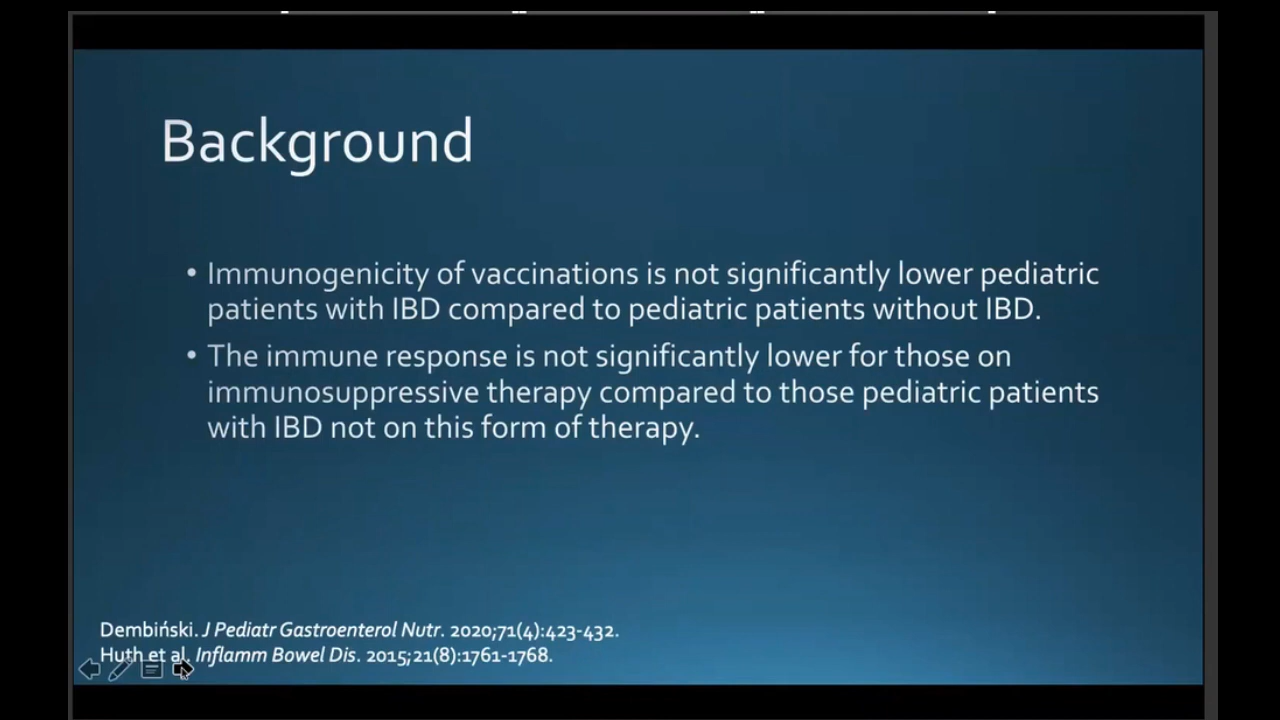 Background
• Immunogenicity of vaccinations is not significantly lower pediatric
patients with IBD compared to pediatric patients without IBD.
• The immune response is not significantly lower for those on
immunosuppressive therapy compared to those pediatric patients
with IBD not on this form of therapy.
Dembiński. J Pediatr Gastroenterol Nutr. 2020;71(4):423-432.
Huth et al. Inflamm Bowel Dis. 2015;21(8):1761-1768.